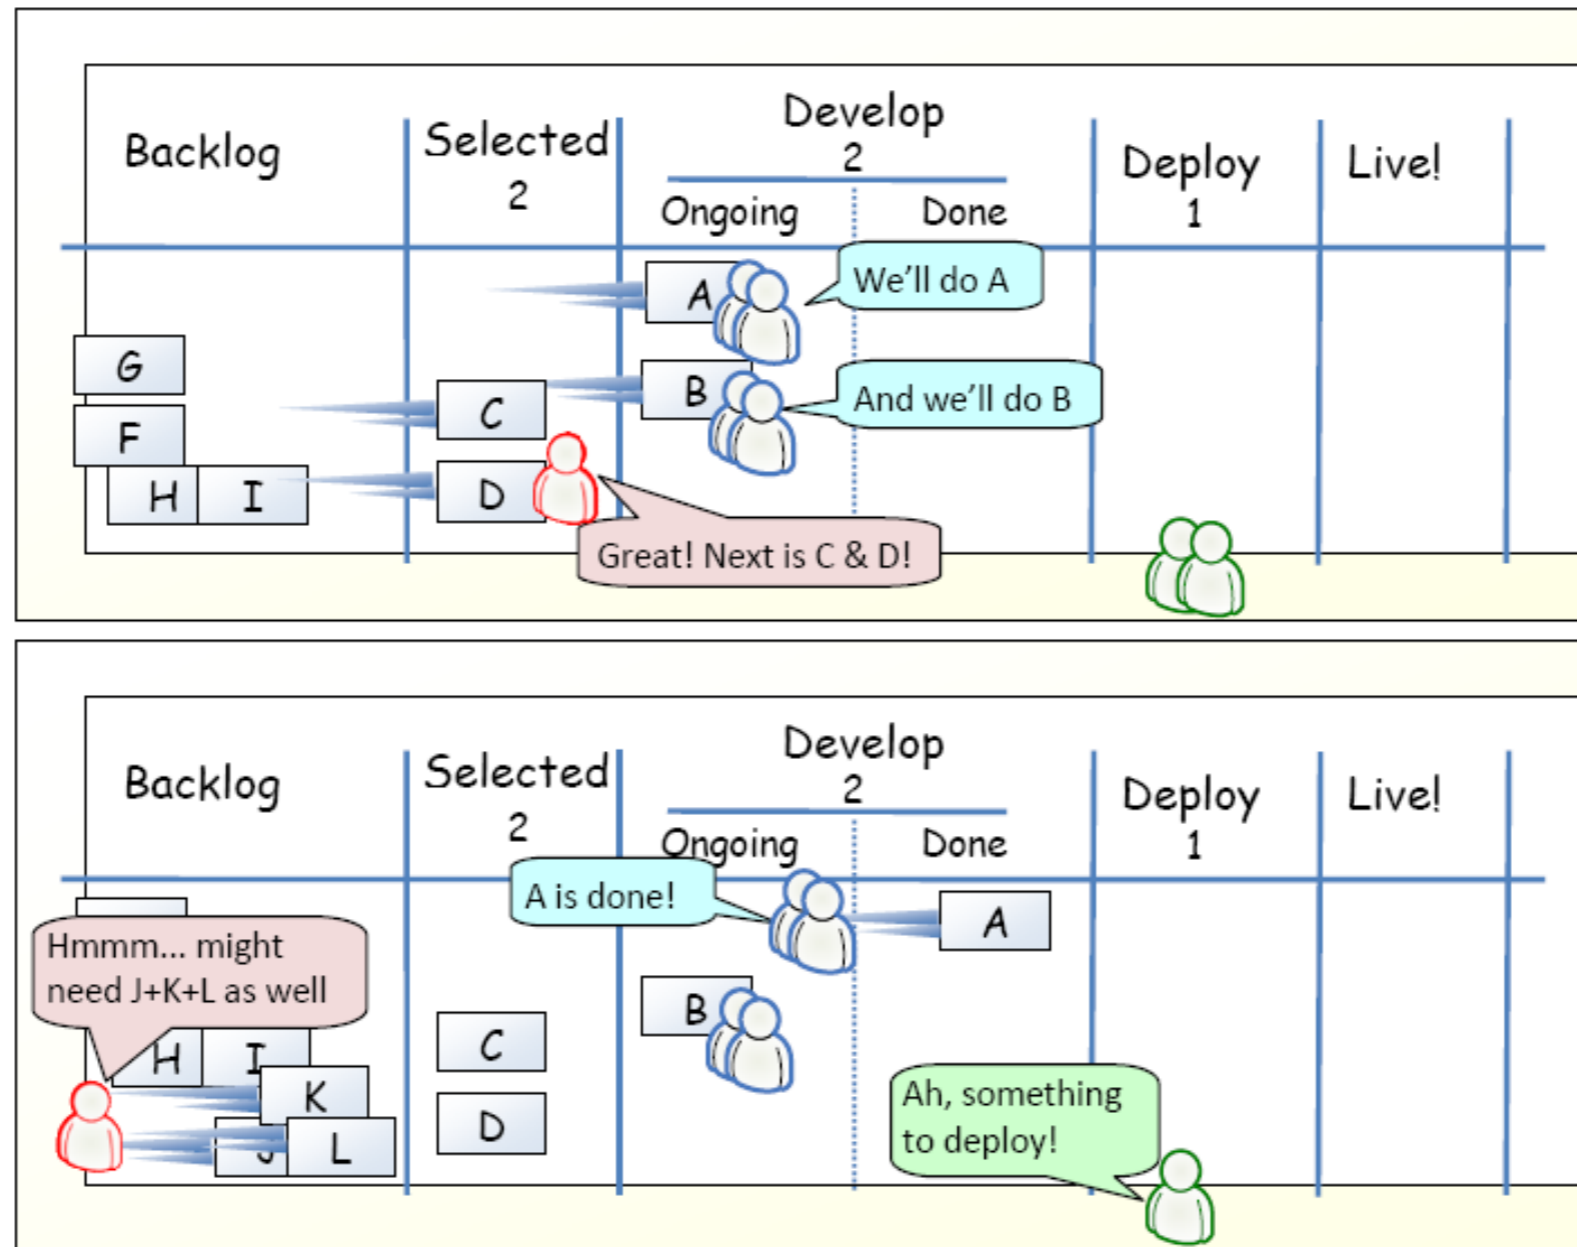 Backlog
Selected
2
Develop
2
Ongoing
Done
Deploy
1
Live!
A
We'll do A
G
B
And we'll do B
C
F
D
H
I
Great! Next is C & D!
Backlog
Selected
2
Develop
2
Ongoing
Done
Deploy
1
Live!
A is done!
A
Hmmm... might
need J+K+L as well
B
C
H
I
K
D
L
Ah, something
to deploy!